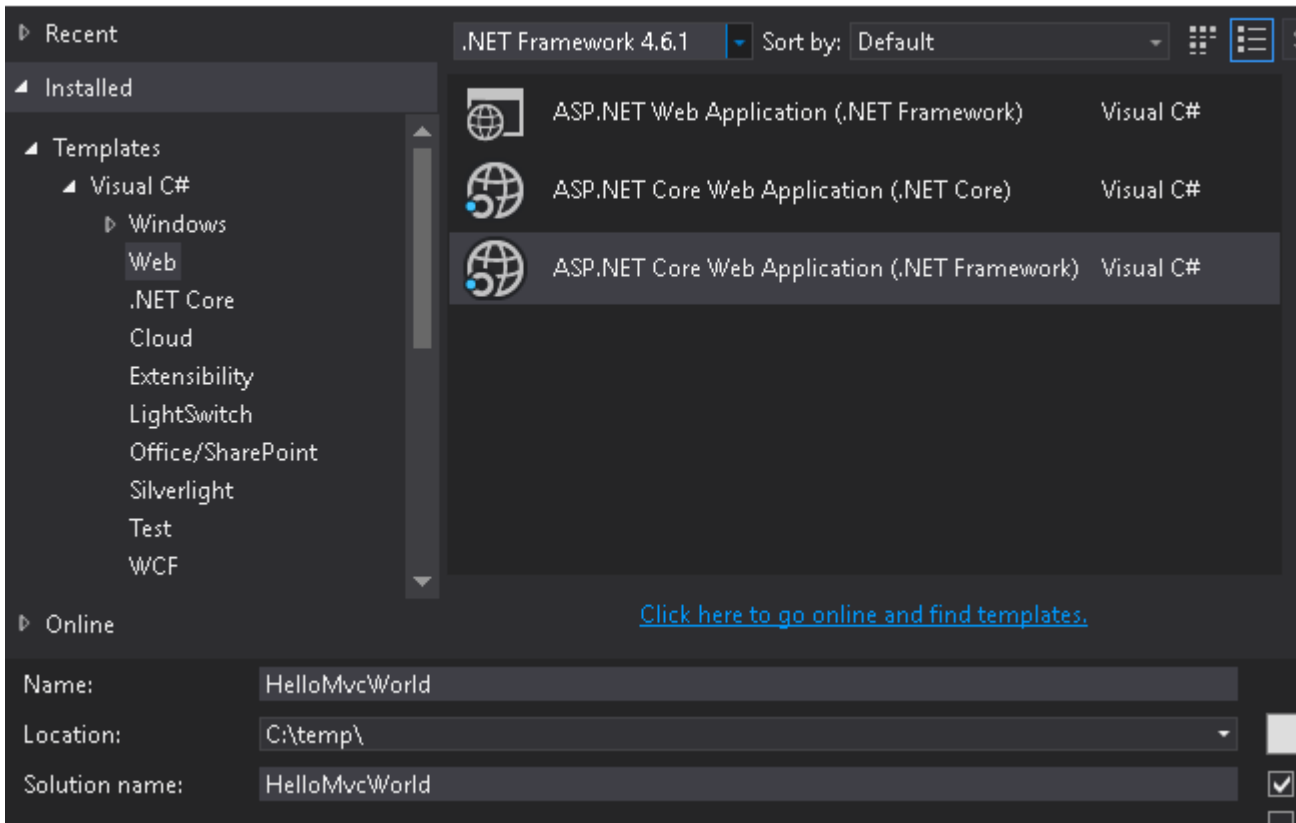 Recent
.NET Framework 4.6.1 Sort by: Default
Installed
Templates
Visual C#
Windows
Web
.NET Core
Cloud
Extensibility
LightSwitch
Office/SharePoint
Silverlight
Test
WCF
Online
ASP.NET Web Application (.NET Framework) Visual C#
ASP.NET Core Web Application (.NET Core) Visual C#
ASP.NET Core Web Application (.NET Framework) Visual C#
Click here to go online and find templates.
Name: HelloMvcWorld
Location: C:\temp\
Solution name: HelloMvcWorld